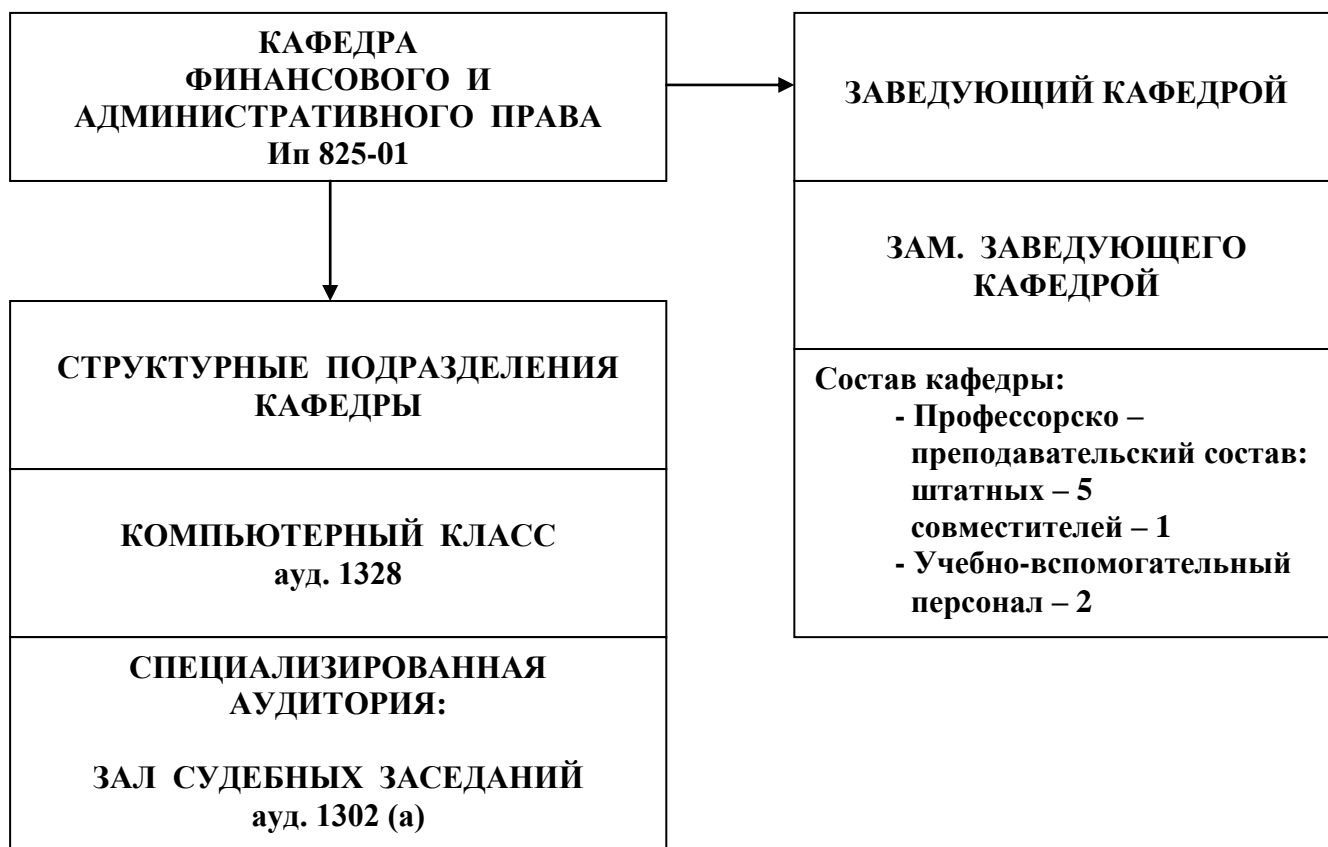 КАФЕДРА
ФИНАНСОВОГО И
АДМИНИСТРАТИВНОГО ПРАВА
Ип 825-01
ЗАВЕДУЮЩИЙ КАФЕДРОЙ
ЗАМ. ЗАВЕДУЮЩЕГО
КАФЕДРОЙ
Состав кафедры:
- Профессорско –
преподавательский состав:
штатных – 5
совместителей – 1
- Учебно-вспомогательный
персонал – 2
СТРУКТУРНЫЕ ПОДРАЗДЕЛЕНИЯ
КАФЕДРЫ
КОМПЬЮТЕРНЫЙ КЛАСС
ауд. 1328
СПЕЦИАЛИЗИРОВАННАЯ
АУДИТОРИЯ:
ЗАЛ СУДЕБНЫХ ЗАСЕДАНИЙ
ауд. 1302 (а)